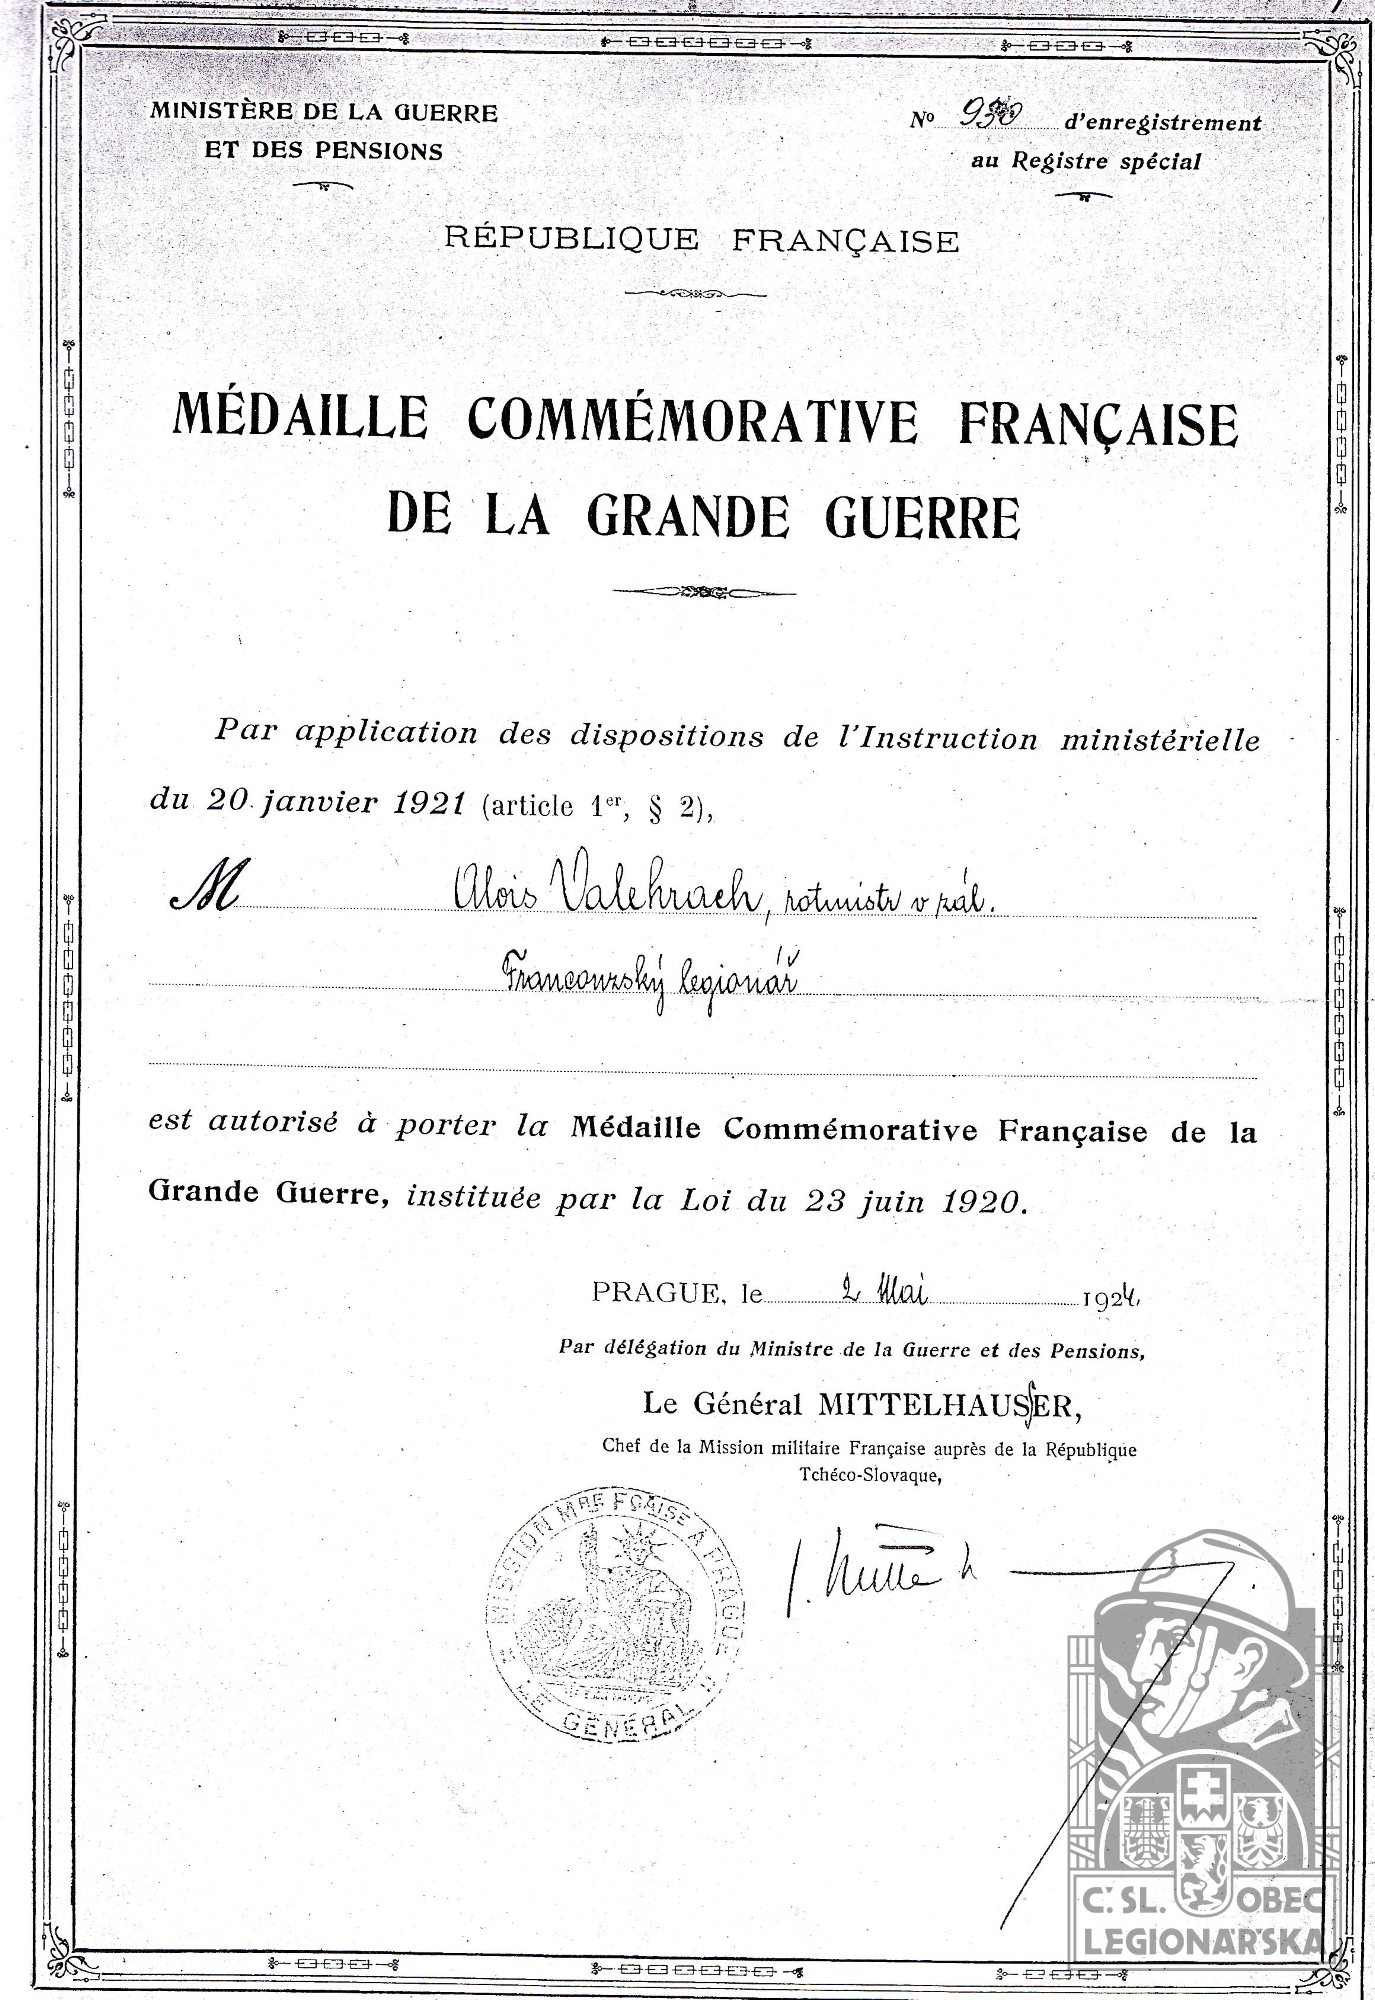 MINISTÈRE DE LA GUERRE
ET DES PENSIONS
Nº 930 d'enregistrement
au Registre spécial
RÉPUBLIQUE FRANÇAISE
MÉDAILLE COMMÉMORATIVE FRANÇAISE
DE LA GRANDE GUERRE
Par application des dispositions de l'Instruction ministérielle
du 20 janvier 1921 (article 1er, § 2),
M Alois Valehrach, rotmistr v zál.
Francouzský legionář
est autorisé à porter la Médaille Commémorative Française de la
Grande Guerre, instituée par la Loi du 23 juin 1920.
PRAGUE, le 2 Mai 1924,
Par délégation du Ministre de la Guerre et des Pensions,
Le Général MITTELHAUSSER,
Chef de la Mission militaire Française auprès de la République
Tchéco-Slovaque,
MISSION MRE FÇAISE A PRAGUE
LE GÉNÉRAL
Č. SL. OBEC
LEGIONÁŘSKÁ